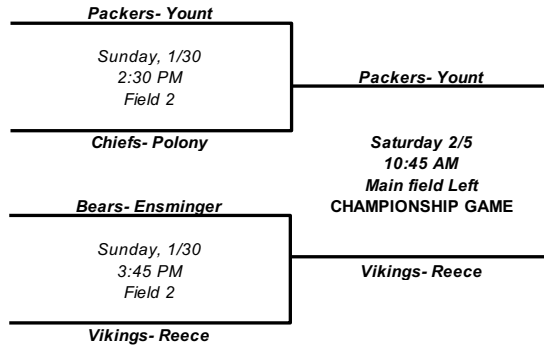 Packers- Yount
Sunday, 1/30
2:30 PM
Field 2
Packers- Yount
Chiefs- Polony
Saturday 2/5
10:45 AM
Main field Left
CHAMPIONSHIP GAME
Bears- Ensminger
Sunday, 1/30
3:45 PM
Field 2
Vikings- Reece
Vikings- Reece